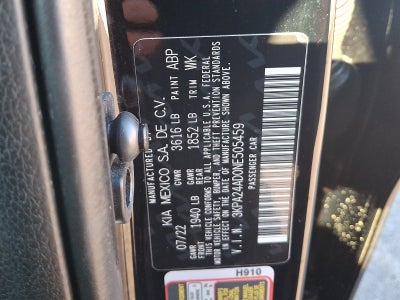 MANUFACTURED BY
KIA MEXICO S.A. DE C.V.
07/22 GVWR 3616 LB PAINT ABP
GAWR 1940 LB GAWR REAR 1852 LB TRIM WK
THIS VEHICLE CONFORMS TO ALL APPLICABLE U.S.A. FEDERAL
MOTOR VEHICLE SAFETY, BUMPER, AND THEFT PREVENTION STANDARDS
IN EFFECT ON THE DATE OF MANUFACTURE SHOWN ABOVE.
V.I.N. 3KPA24AD0NE505459
PASSENGER CAR
H910